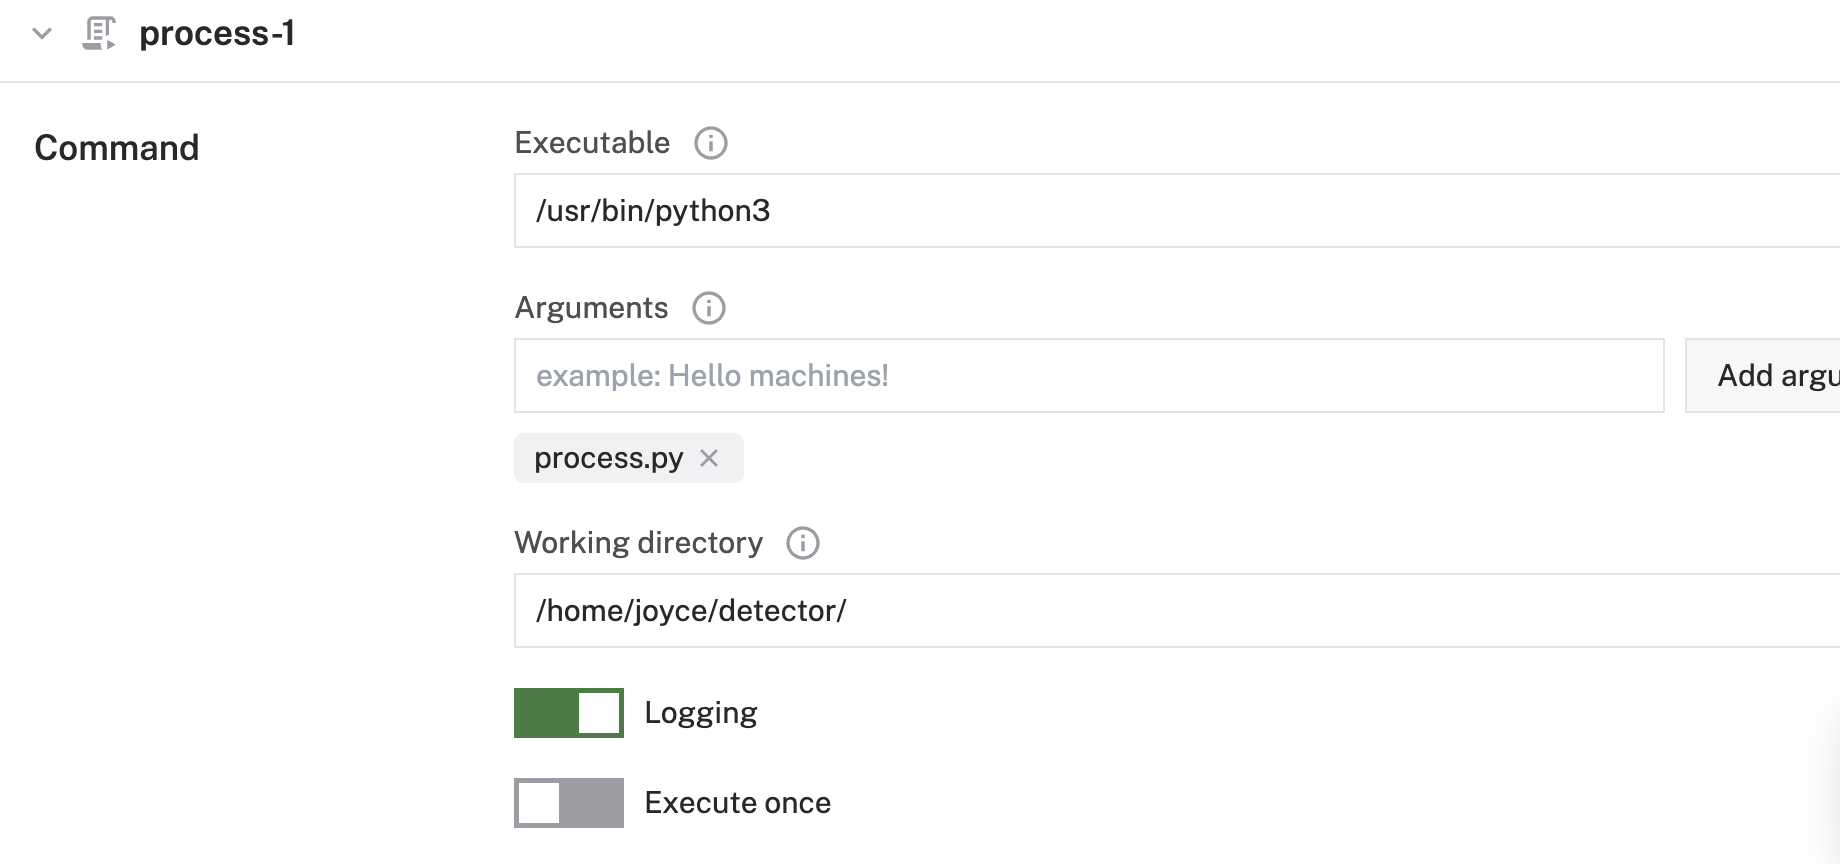 process-1
Command
Executable
/usr/bin/python3
Arguments
example: Hello machines!
Add argu
process.py
Working directory
/home/joyce/detector/
Logging
Execute once